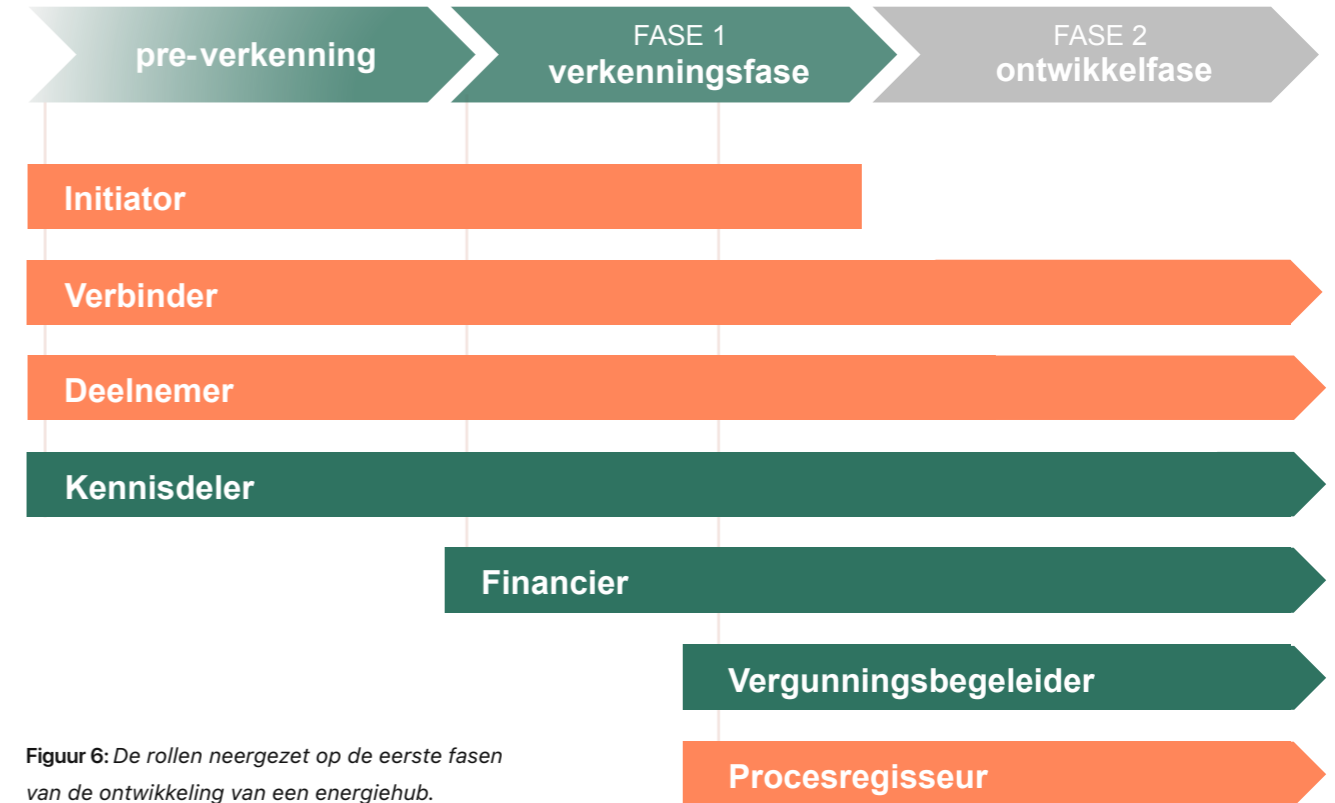 pre-verkenning
FASE 1
verkenningsfase
FASE 2
ontwikkelfase
Initiator
Verbinder
Deelnemer
Kennisdeler
Financier
Vergunningsbegeleider
Procesregisseur
Figuur 6: De rollen neergezet op de eerste fasen
van de ontwikkeling van een energiehub.